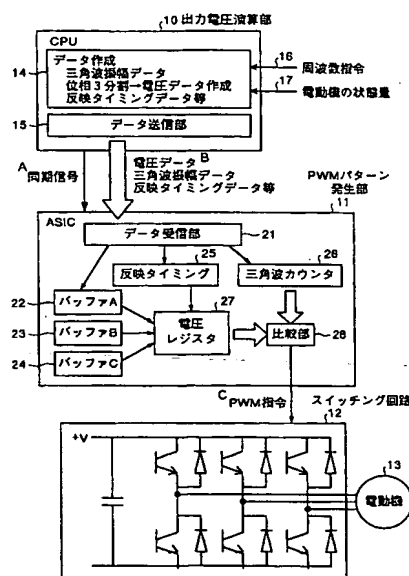 10 出力電圧演算部
CPU
14
データ作成
三角波振幅データ
位相3分割→電圧データ作成
反映タイミングデータ等
16
周波数指令
17
電動機の状態量
15
データ送信部
A
同期信号
B
電圧データ
三角波振幅データ
反映タイミングデータ等
PWMパターン
発生部
11
ASIC
データ受信部
21
25
反映タイミング
26
三角波カウンタ
22
バッファA
23
バッファB
24
バッファC
27
電圧
レジスタ
比較部
28
C
PWM指令
スイッチング回路
12
+V
13
電動機